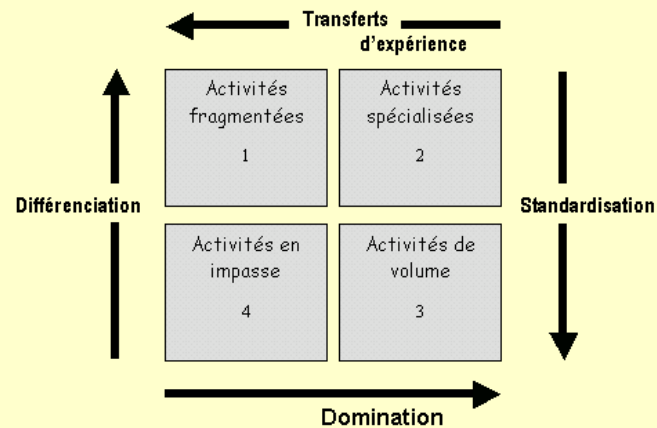 Transferts
d'expérience
Activités
fragmentées
1
Activités
spécialisées
2
Différenciation
Standardisation
Activités en
impasse
4
Activités de
volume
3
Domination